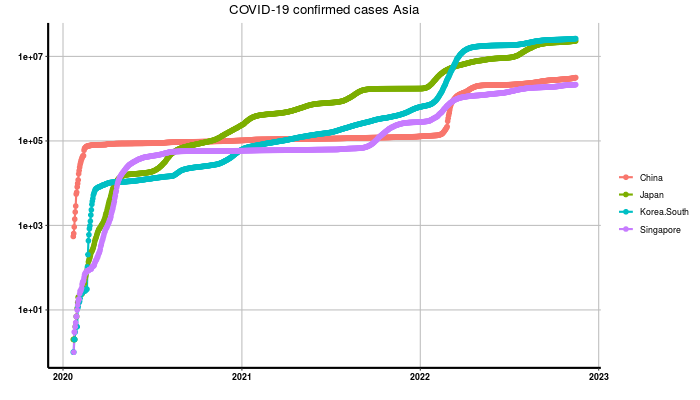 COVID-19 confirmed cases Asia
1e+07
1e+05
1e+03
1e+01
2020
2021
2022
2023
China
Japan
Korea.South
Singapore